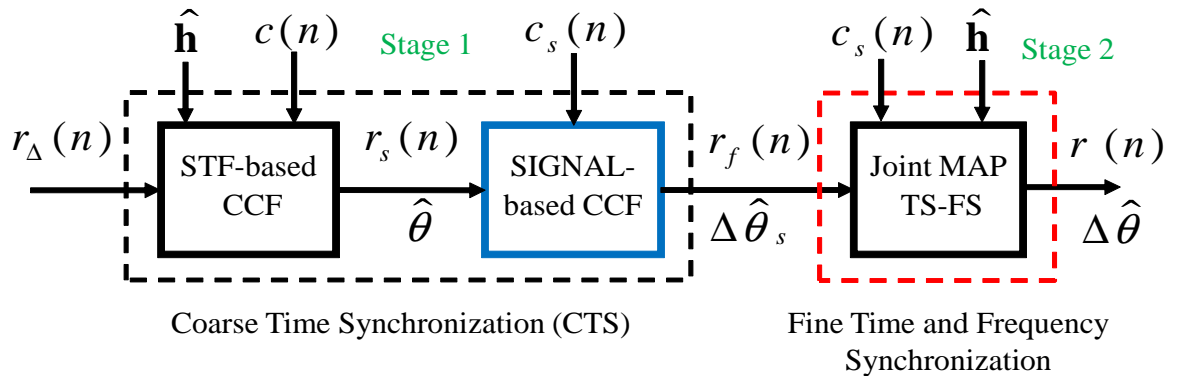 ĥ c(n) Stage 1 c_s(n) c_s(n) ĥ Stage 2
r_Δ(n) STF-based CCF r_s(n) θ̂ SIGNAL-based CCF r_f(n) Δθ̂_s Joint MAP TS-FS r(n) Δθ̂
Coarse Time Synchronization (CTS)
Fine Time and Frequency
Synchronization